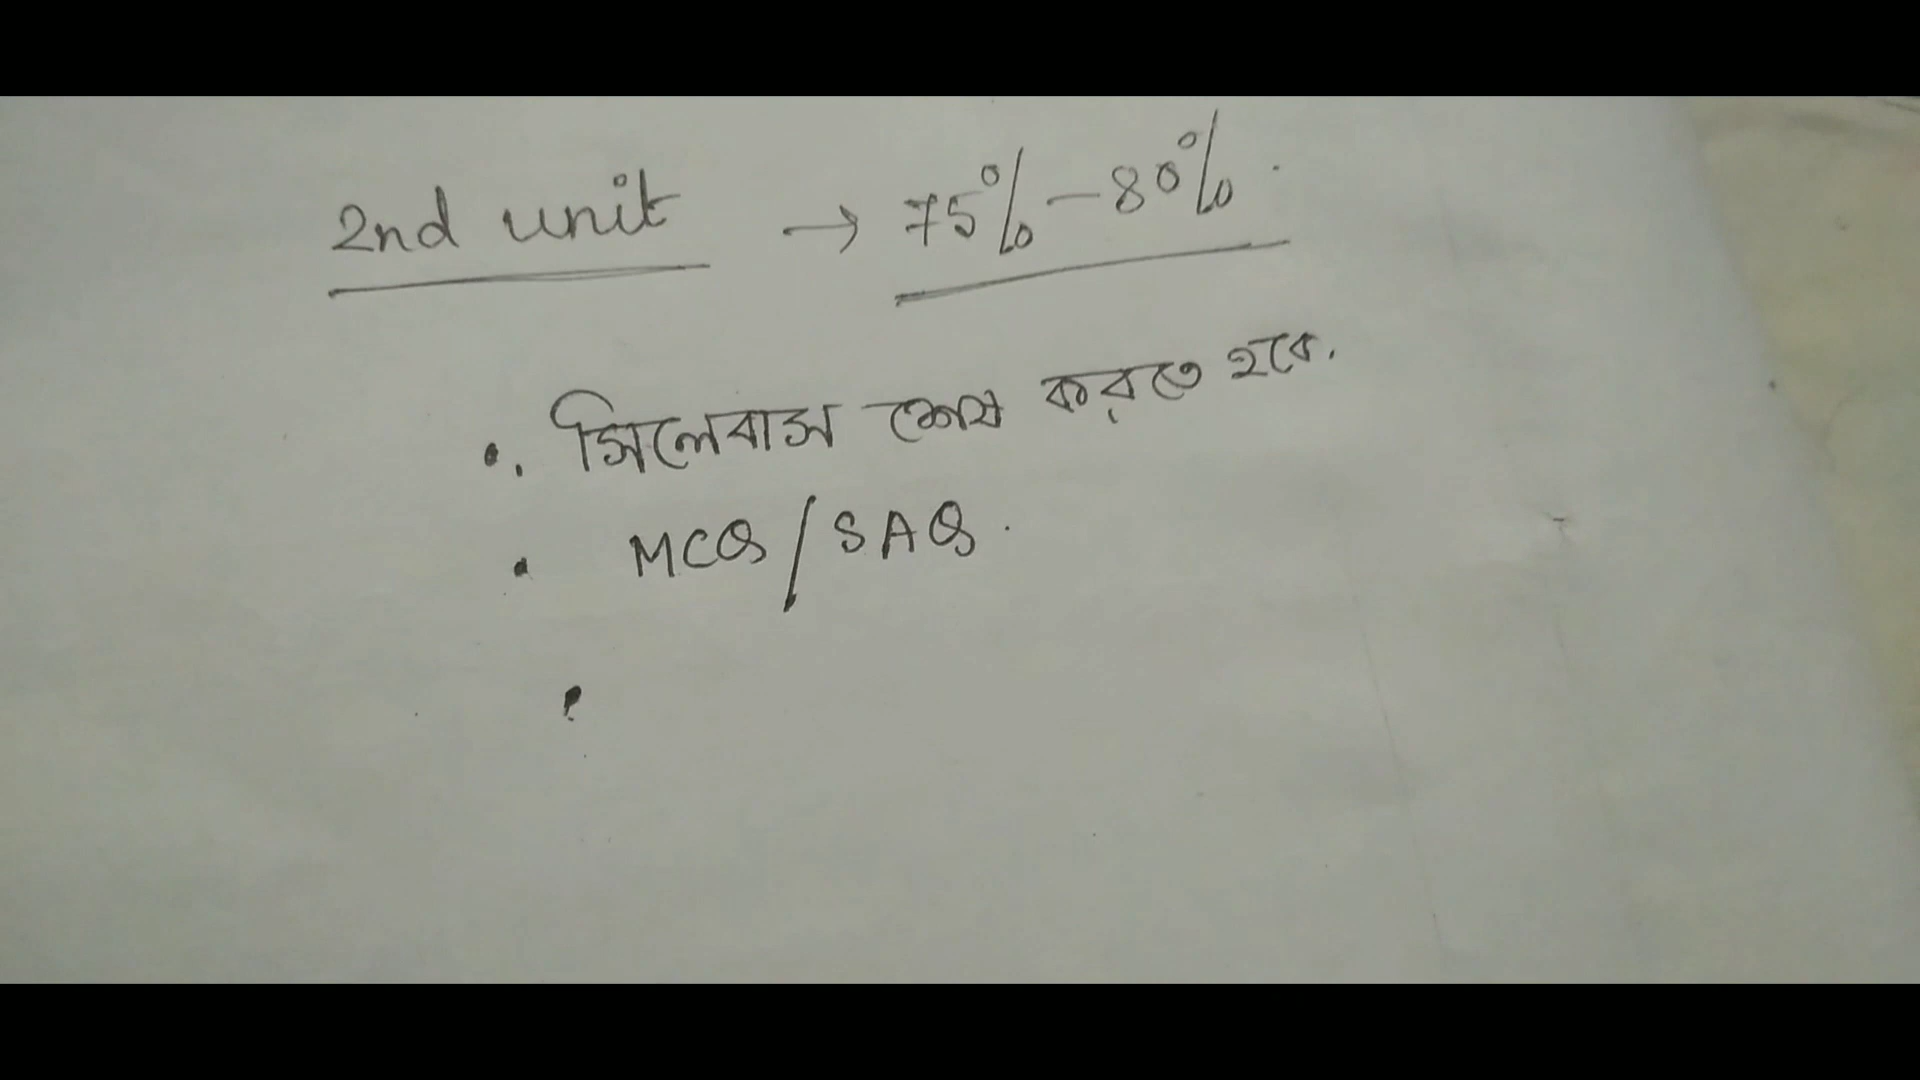 2nd unit → 75% - 80%.
• সিলেবাস শেষ করতে হবে.
• MCQ / SAQ.
•